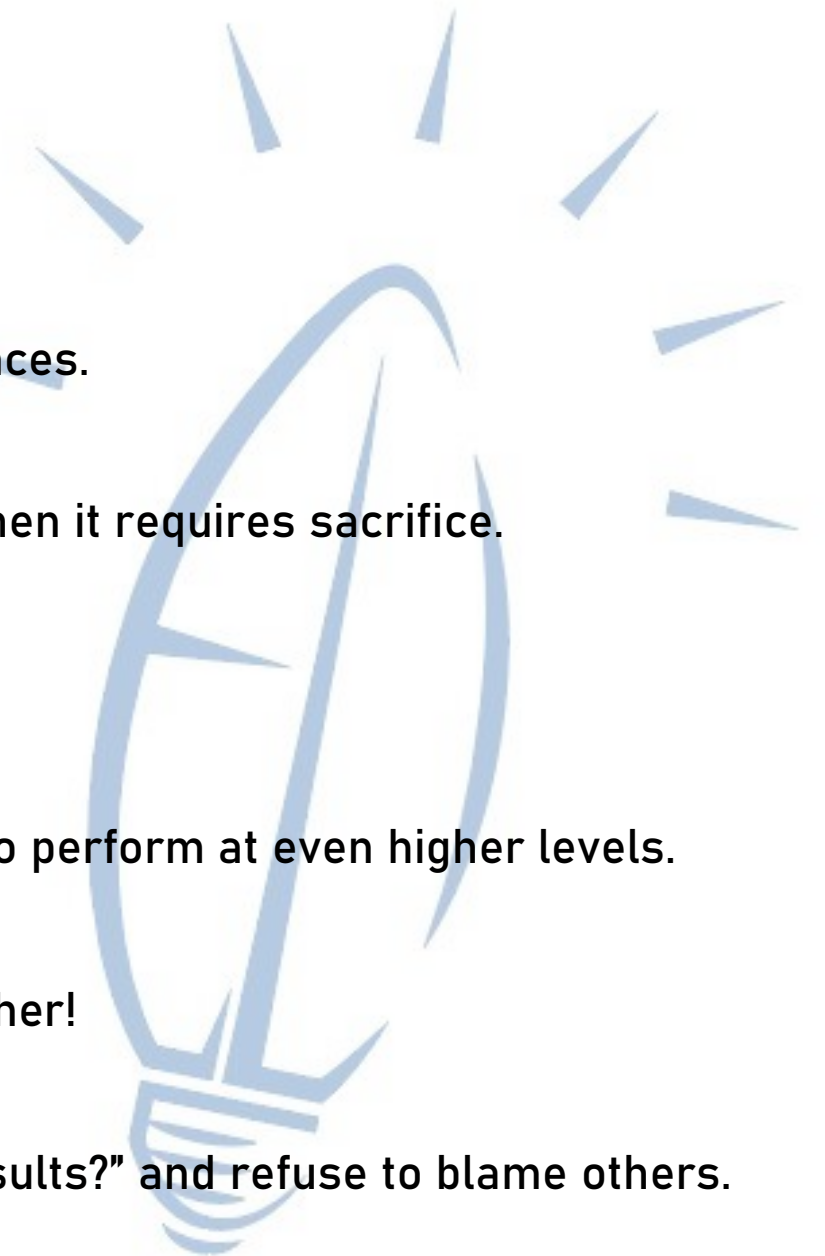 ces.
hen it requires sacrifice.
o perform at even higher levels.
her!
sults?” and refuse to blame others.